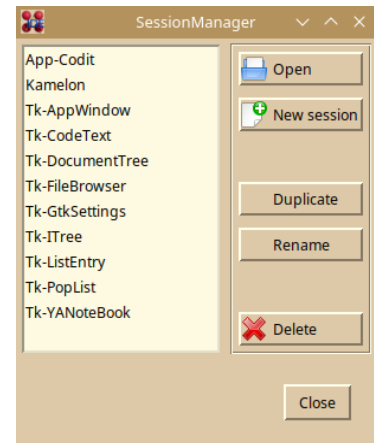 SessionManager
App-Codit
Kamelon
Tk-AppWindow
Tk-CodeText
Tk-DocumentTree
Tk-FileBrowser
Tk-GtkSettings
Tk-ITree
Tk-ListEntry
Tk-PopList
Tk-YANoteBook
Open
New session
Duplicate
Rename
Delete
Close